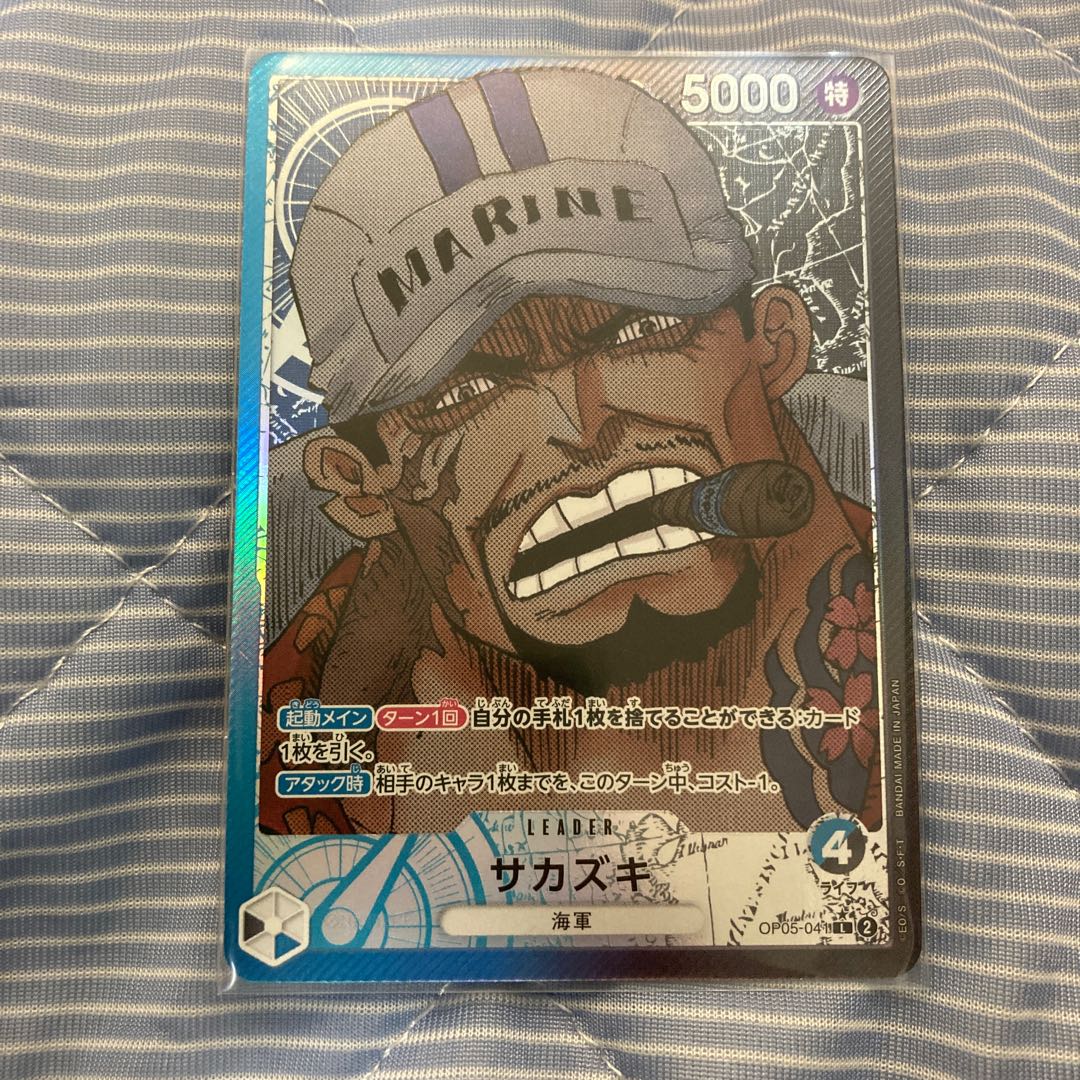 5000 特
MARINE
起動メイン ターン1回 自分の手札1枚を捨てることができる:カード
1枚を引く。
アタック時 相手のキャラ1枚までを、このターン中、コスト-1。
LEADER
サカズキ
海軍
4
ライフ
OP05-041 L 2
BANDAI MADE IN JAPAN